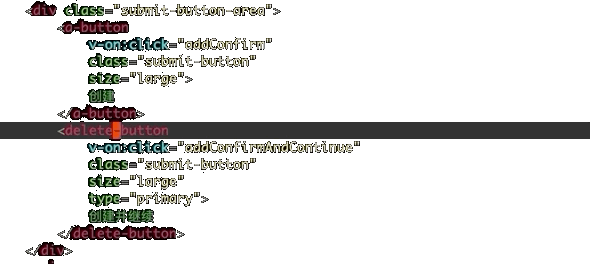 <div class="submit-button-area">
<a-button
v-on:click="addConfirm"
class="submit-button"
size="large">
创建
</a-button>
<delete-button
v-on:click="addConfirmAndContinue"
class="submit-button"
size="large"
type="primary">
创建并继续
</delete-button>
</div>